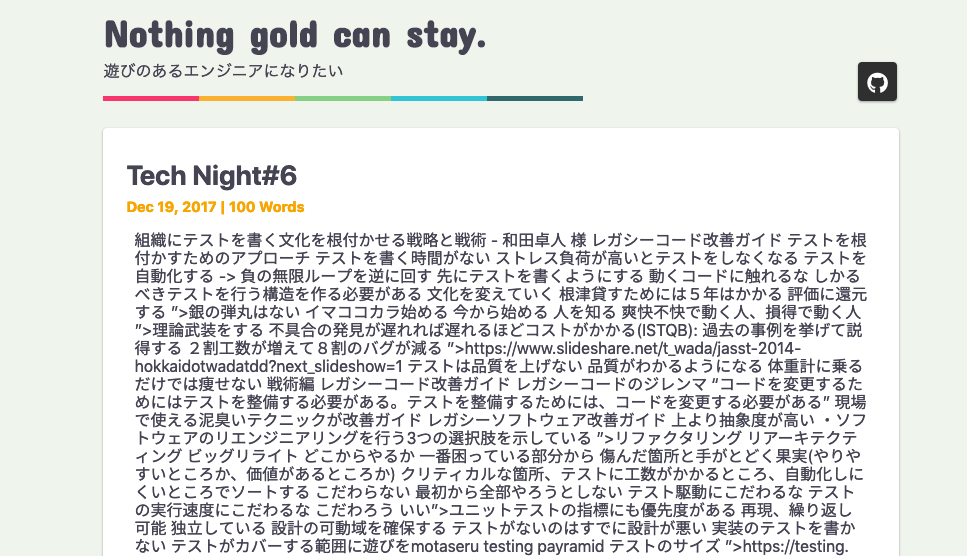 Nothing gold can stay.
遊びのあるエンジニアになりたい
Tech Night#6
Dec 19, 2017 | 100 Words
組織にテストを書く文化を根付かせる戦略と戦術 - 和田卓人 様 レガシーコード改善ガイド テストを根
付かすためのアプローチ テストを書く時間がない ストレス負荷が高いとテストをしなくなる テストを
自動化する -> 負の無限ループを逆に回す 先にテストを書くようにする 動くコードに触れるな しかる
べきテストを行う構造を作る必要がある 文化を変えていく 根津貸すためには５年はかかる 評価に還元
する ”>銀の弾丸はない イマココカラ始める 今から始める 人を知る 爽快不快で動く人、損得で動く人
”>理論武装をする 不具合の発見が遅れれば遅れるほどコストがかかる(ISTQB): 過去の事例を挙げて説
得する ２割工数が増えて８割のバグが減る ”>https://www.slideshare.net/t_wada/jasst-2014-
hokkaidotwadatdd?next_slideshow=1 テストは品質を上げない 品質がわかるようになる 体重計に乗る
だけでは痩せない 戦術編 レガシーコード改善ガイド レガシーコードのジレンマ “コードを変更するた
めにはテストを整備する必要がある。テストを整備するためには、コードを変更する必要がある” 現場
で使える泥臭いテクニックが改善ガイド レガシーソフトウェア改善ガイド 上より抽象度が高い ・ソフ
トウェアのリエンジニアリングを行う3つの選択肢を示している ”>リファクタリング リアーキテクテ
ィング ビッグリライト どこからやるか 一番困っている部分から 傷んだ箇所と手がとどく果実(りやりや
すいところか、価値があるところか) クリティカルな箇所、テストに工数がかかるところ、自動化しに
くいところでソートする こだわらない 最初から全部やろうとしない テスト駆動にこだわるな テスト
の実行速度にこだわるな こだわろう いい”>ユニットテストの指標にも優先度がある 再現、繰り返し
可能 独立している 設計の可動域を確保する テストがないのはすでに設計が悪い 実装のテストを書か
ない テストがカバーする範囲に遊びをmotaseru testing payramid テストのサイズ ”>https://testing.